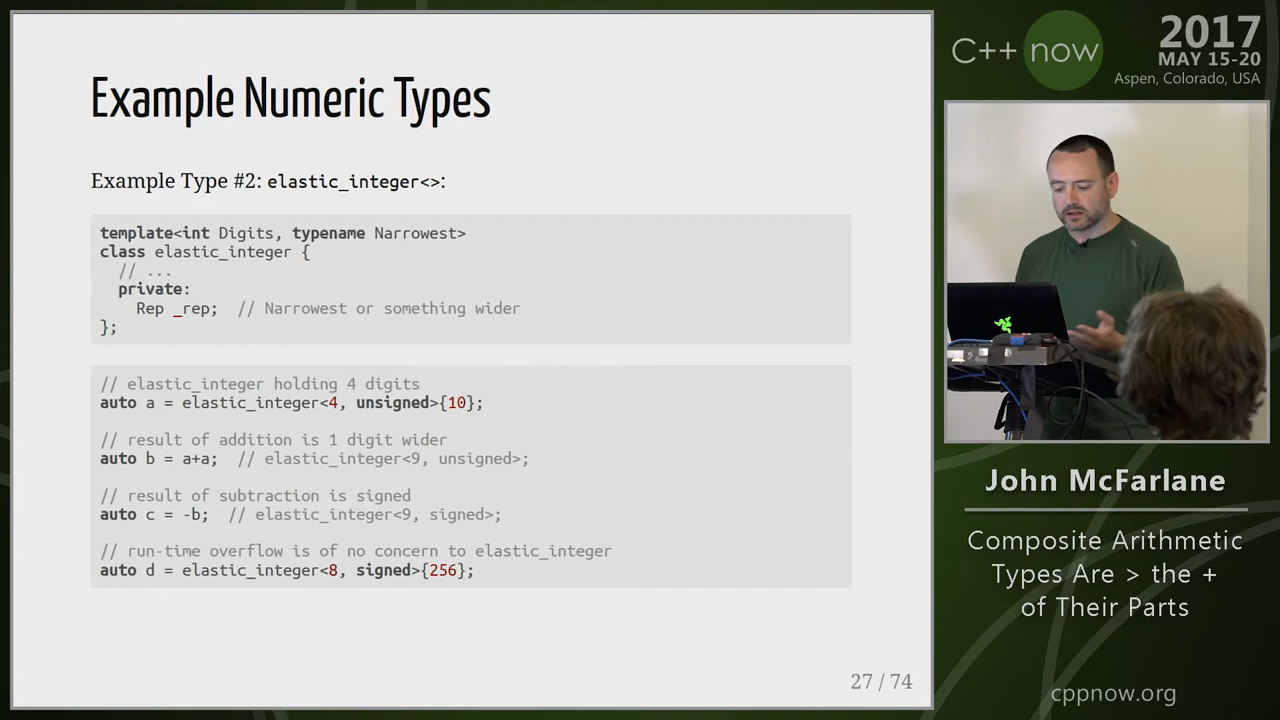 Example Numeric Types
Example Type #2: elastic_integer<>:
template<int Digits, typename Narrowest>
class elastic_integer {
// ...
private:
Rep _rep;  // Narrowest or something wider
};
// elastic_integer holding 4 digits
auto a = elastic_integer<4, unsigned>{10};
// result of addition is 1 digit wider
auto b = a+a;  // elastic_integer<9, unsigned>;
// result of subtraction is signed
auto c = -b;  // elastic_integer<9, signed>;
// run-time overflow is of no concern to elastic_integer
auto d = elastic_integer<8, signed>{256};
27 / 74
C++ now
2017
MAY 15-20
Aspen, Colorado, USA
John McFarlane
Composite Arithmetic
Types Are > the +
of Their Parts
cppnow.org